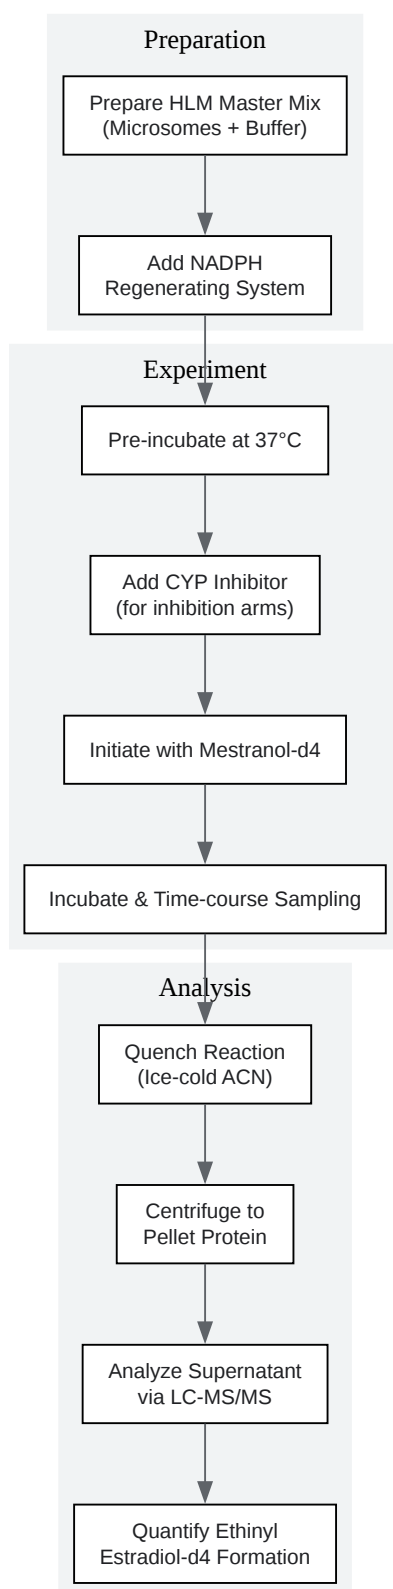 Preparation
Prepare HLM Master Mix
(Microsomes + Buffer)
Add NADPH
Regenerating System
Experiment
Pre-incubate at 37°C
Add CYP Inhibitor
(for inhibition arms)
Initiate with Mestranol-d4
Incubate & Time-course Sampling
Analysis
Quench Reaction
(Ice-cold ACN)
Centrifuge to
Pellet Protein
Analyze Supernatant
via LC-MS/MS
Quantify Ethinyl
Estradiol-d4 Formation